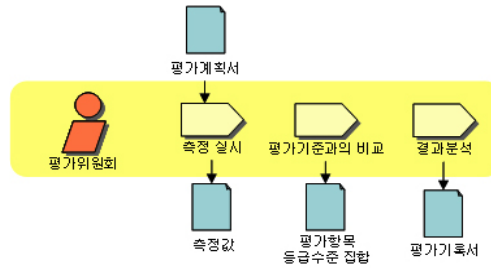 평가계획서
평가위원회
측정 실시
평가기준과의 비교
결과분석
측정값
평가항목
등급수준 집합
평가기록서